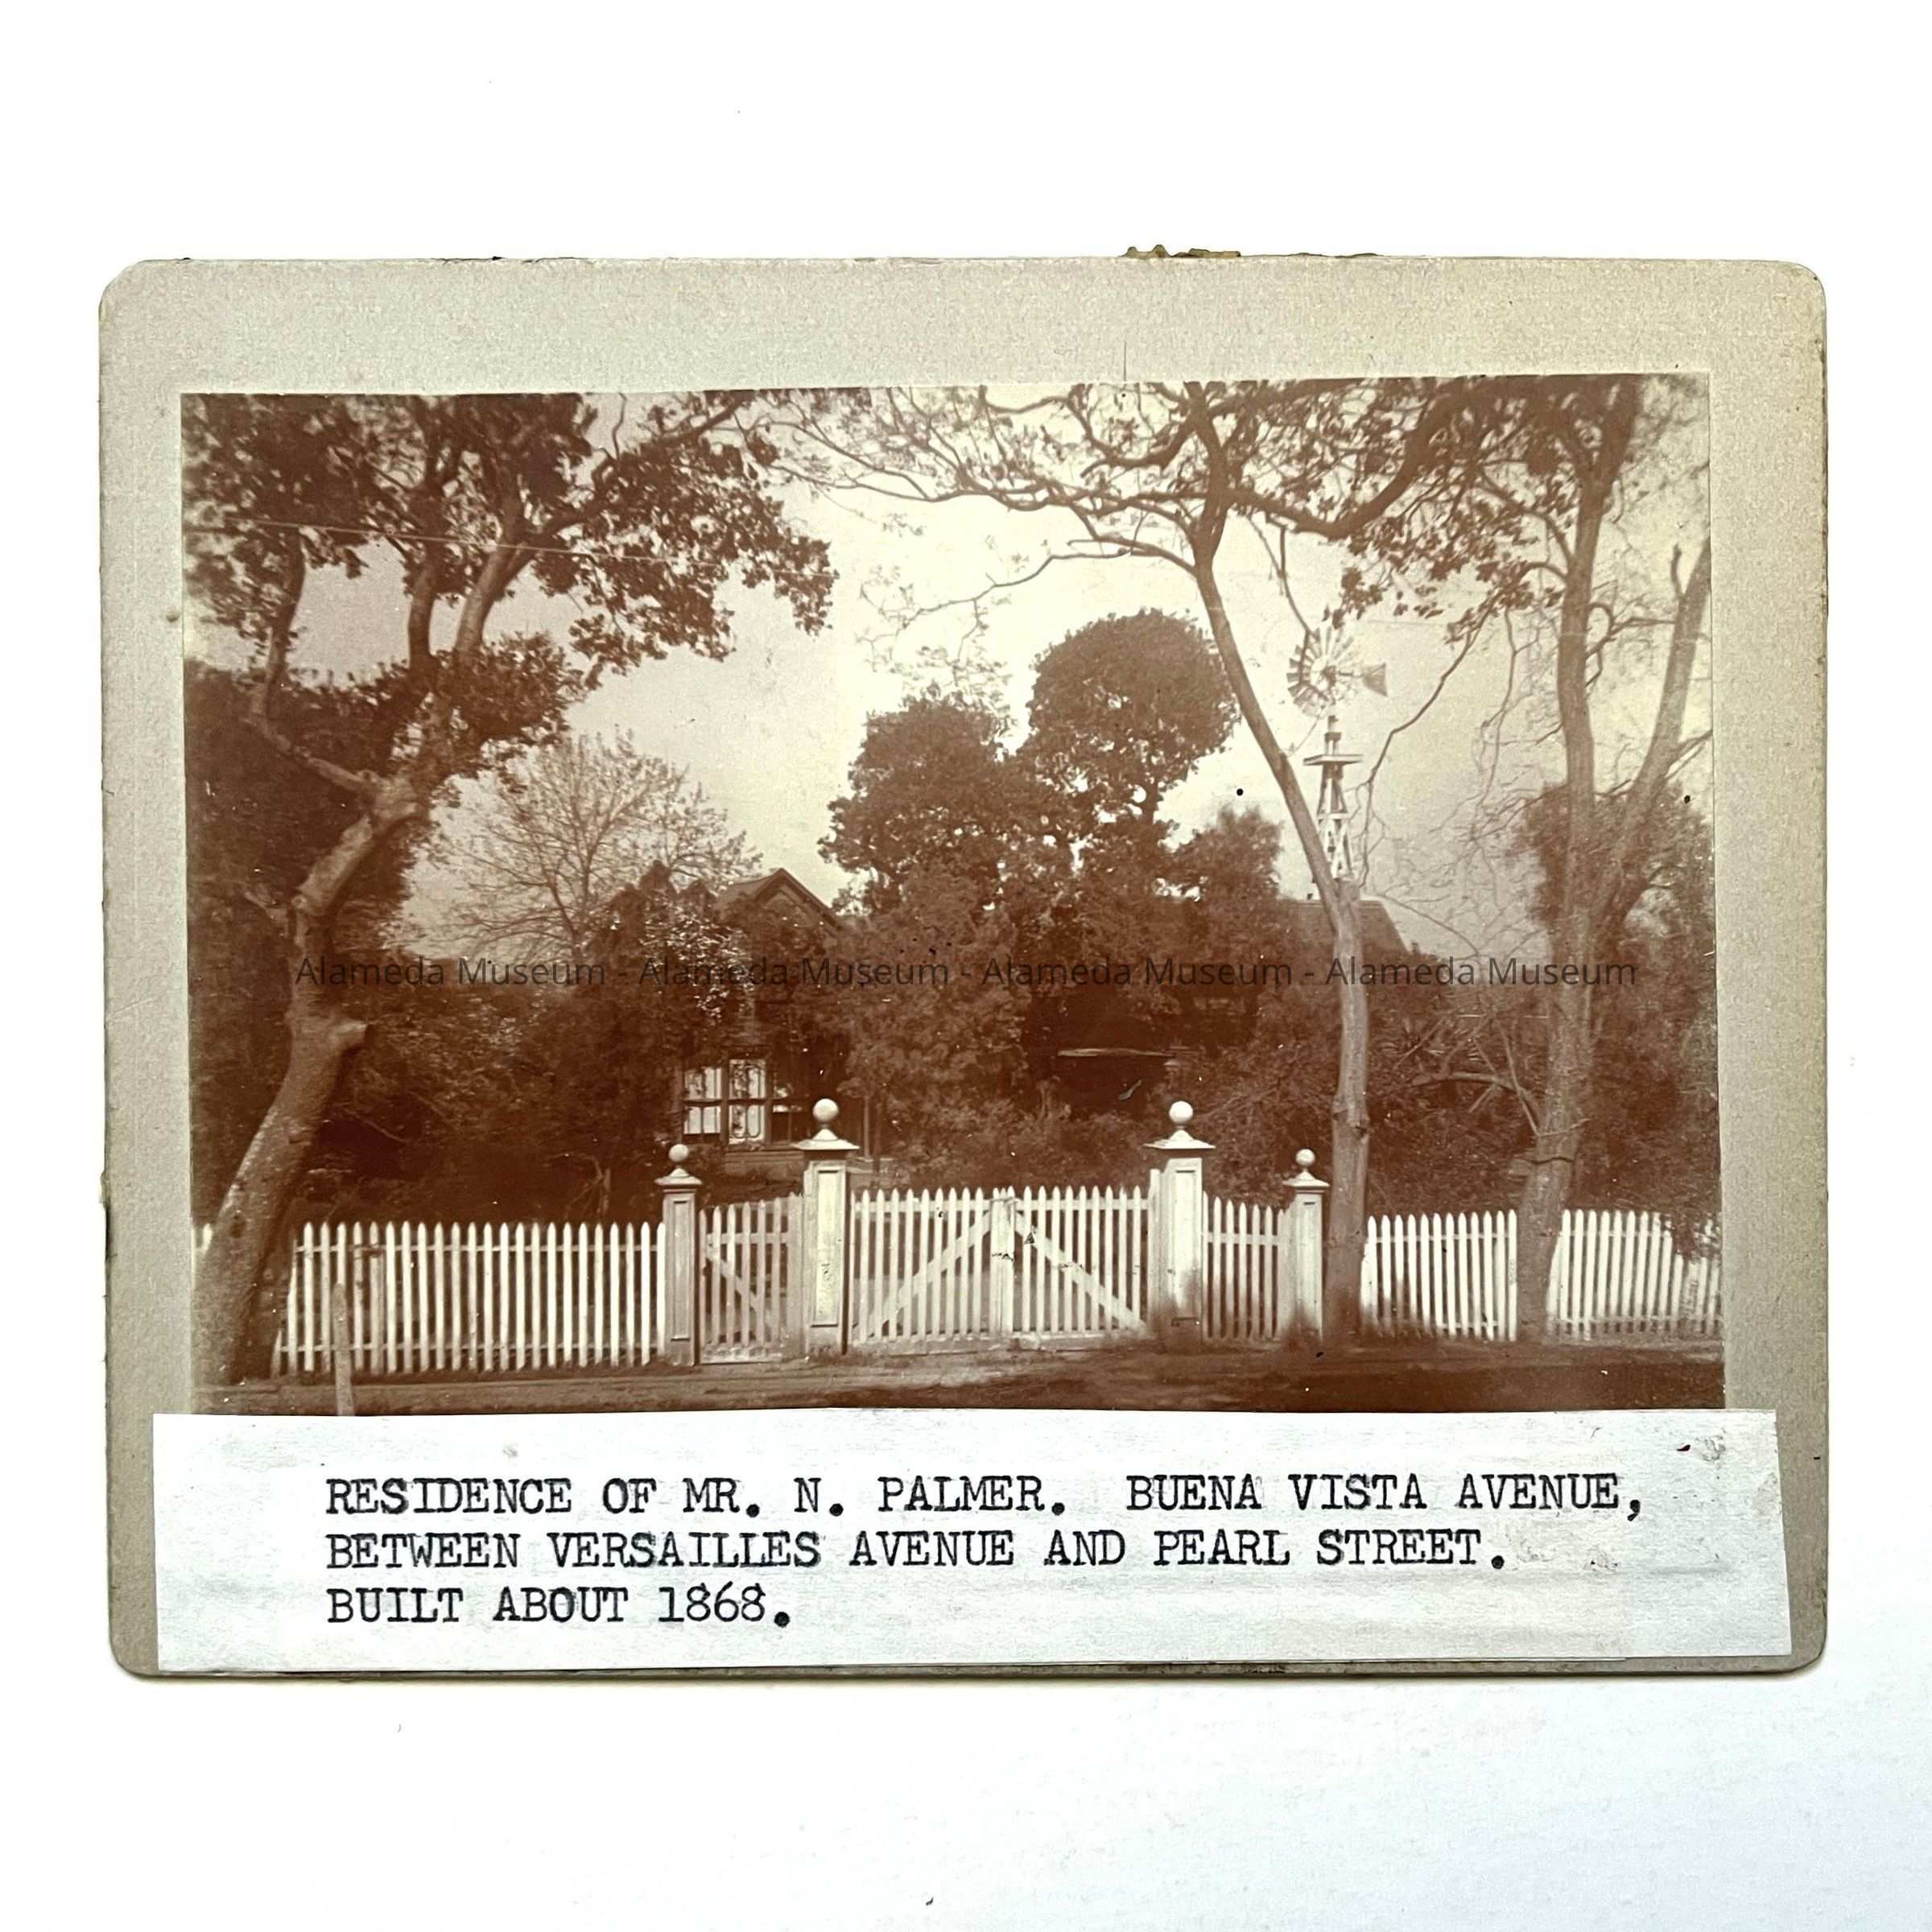 Alameda Museum - Alameda Museum - Alameda Museum - Alameda Museum
RESIDENCE OF MR. N. PALMER. BUENA VISTA AVENUE,
BETWEEN VERSAILLES AVENUE AND PEARL STREET.
BUILT ABOUT 1868.